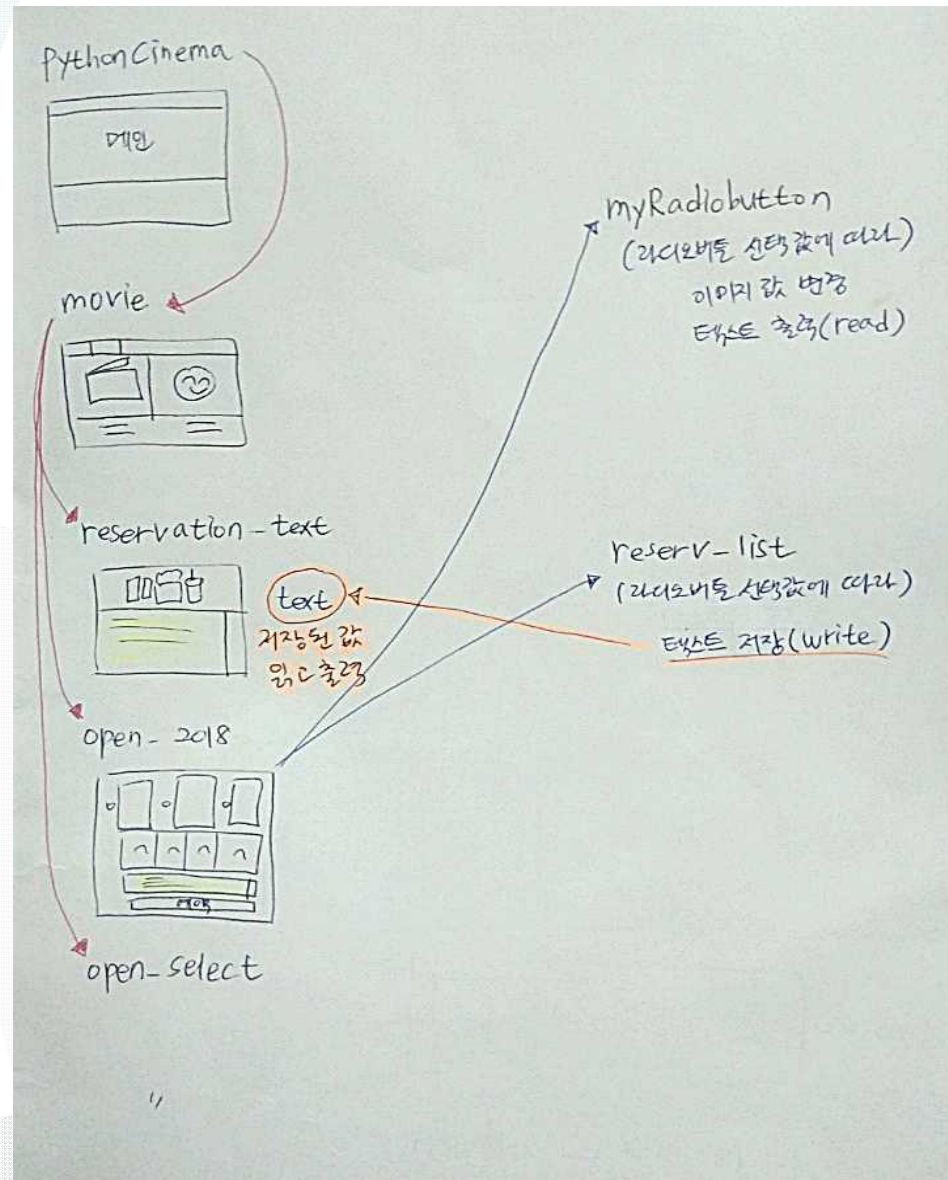 PythonCinema
메인
movie
reservation-text
text
저장된 값
읽고 출력
open-2018
예매
open-select
myRadiobutton
(라디오버튼 선택값에 따라)
이미지 값 변경
텍스트 출력(read)
reserv-list
(라디오버튼 선택값에 따라)
텍스트 저장(write)